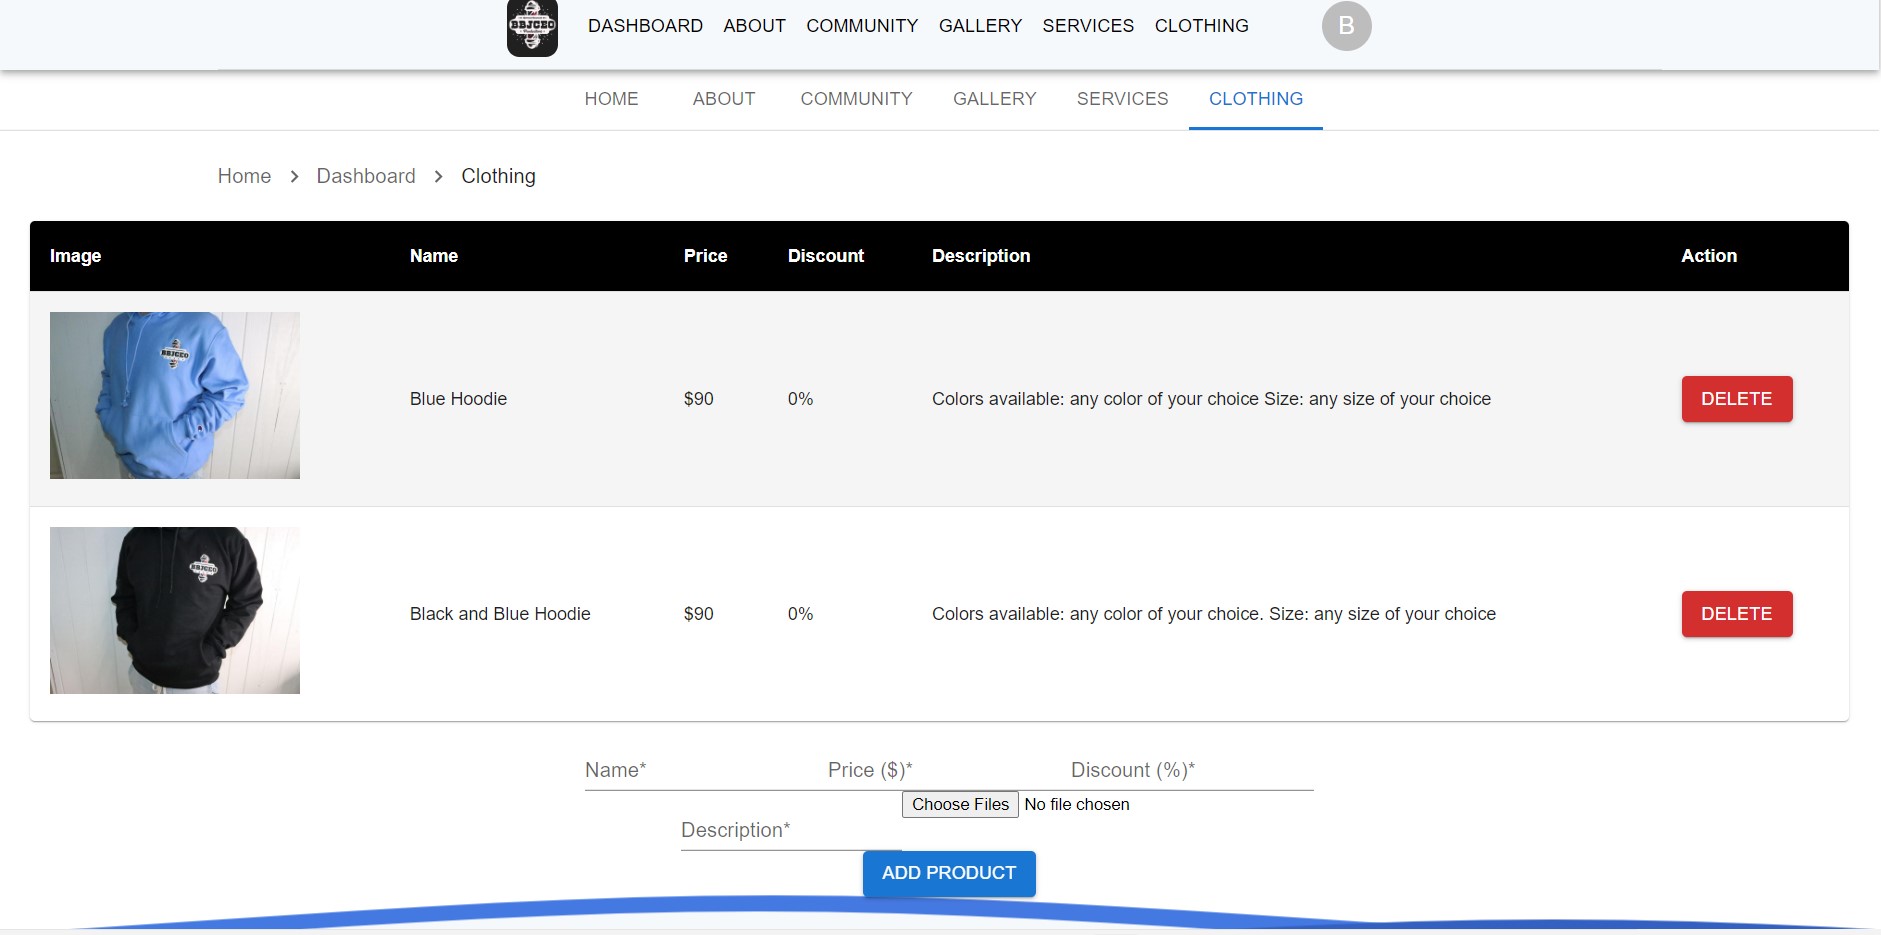 BBJCEO
DASHBOARD ABOUT COMMUNITY GALLERY SERVICES CLOTHING B
HOME ABOUT COMMUNITY GALLERY SERVICES CLOTHING
Home > Dashboard > Clothing
Image Name Price Discount Description Action
BBJCEO
Blue Hoodie $90 0% Colors available: any color of your choice Size: any size of your choice DELETE
BBJCEO
Black and Blue Hoodie $90 0% Colors available: any color of your choice. Size: any size of your choice DELETE
Name* Price ($)* Discount (%)*
Choose Files No file chosen
Description*
ADD PRODUCT